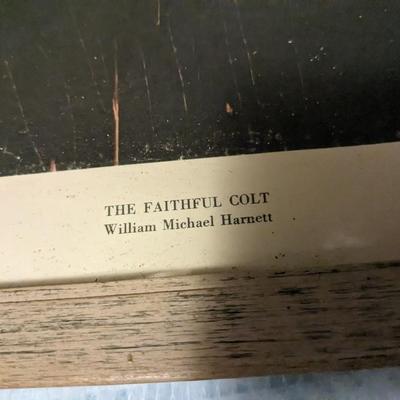 THE FAITHFUL COLT
William Michael Harnett